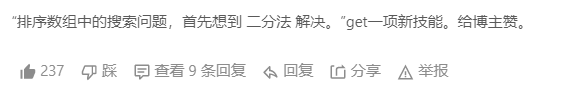 “排序数组中的搜索问题，首先想到 二分法 解决。”get一项新技能。给博主赞。
237 踩 查看 9 条回复 回复 分享 举报